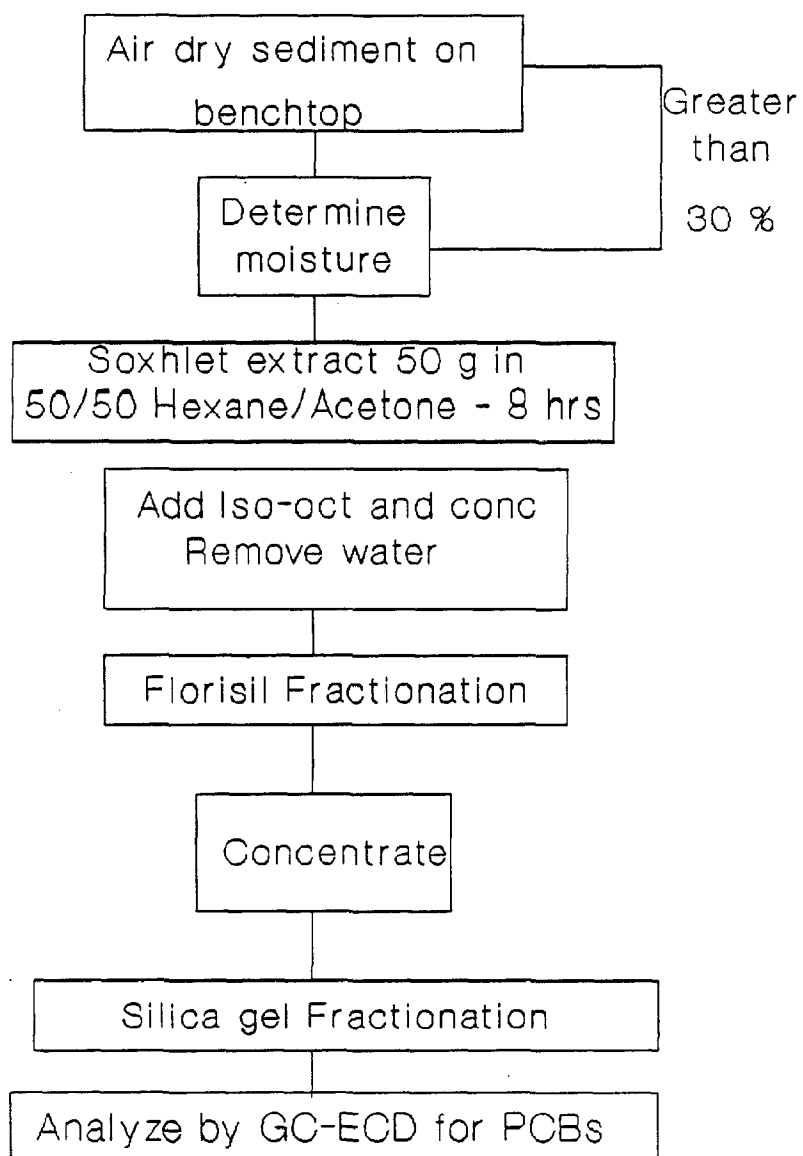 Air dry sediment on
benchtop
Greater
than
30 %
Determine
moisture
Soxhlet extract 50 g in
50/50 Hexane/Acetone - 8 hrs
Add Iso-oct and conc
Remove water
Florisil Fractionation
Concentrate
Silica gel Fractionation
Analyze by GC-ECD for PCBs